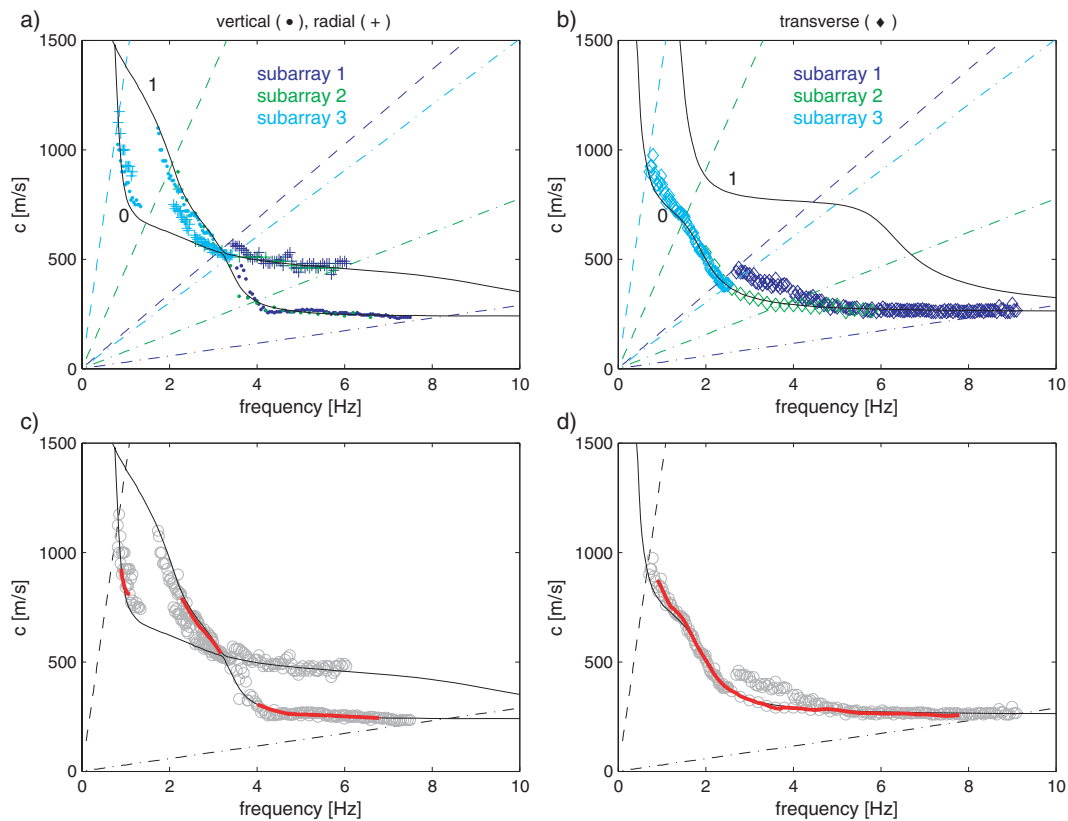 a) vertical ( • ), radial ( + )
b) transverse ( ♦ )
1500
1000
500
0
c [m/s]
0 2 4 6 8 10
frequency [Hz]
subarray 1
subarray 2
subarray 3
1
0
1500
1000
500
0
c [m/s]
0 2 4 6 8 10
frequency [Hz]
subarray 1
subarray 2
subarray 3
1
0
c)
1500
1000
500
0
c [m/s]
0 2 4 6 8 10
frequency [Hz]
d)
1500
1000
500
0
c [m/s]
0 2 4 6 8 10
frequency [Hz]